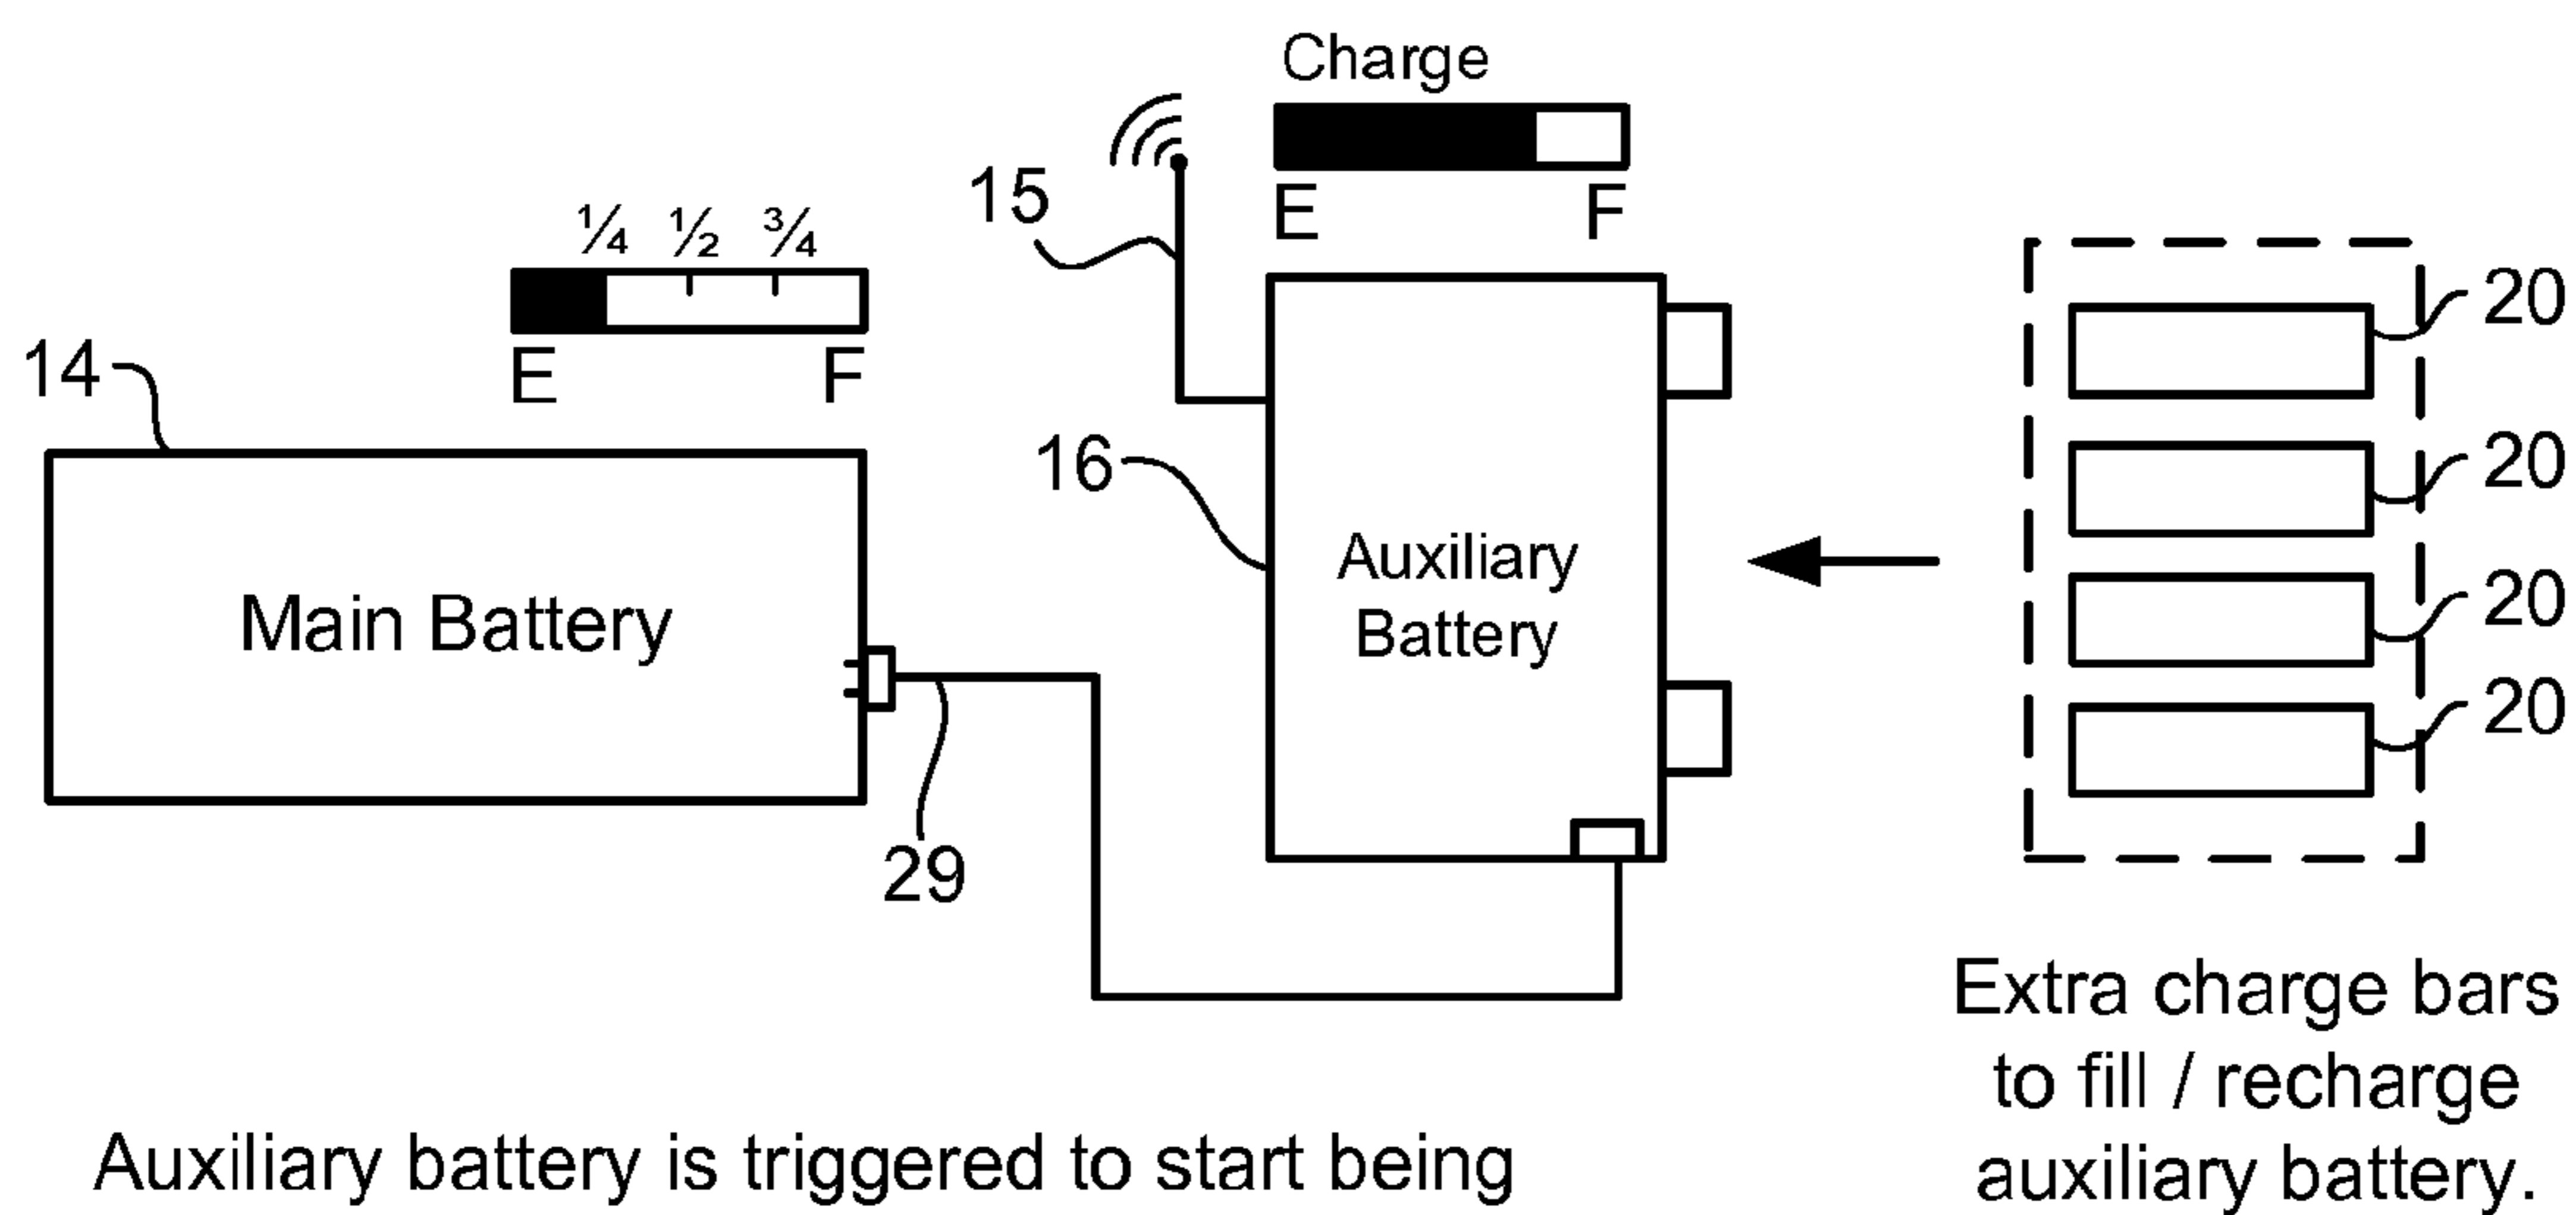 Charge
E F
15
¼ ½ ¾
E F
14
16
Main Battery
Auxiliary
Battery
29
20
20
20
20
Extra charge bars
to fill / recharge
auxiliary battery.
Auxiliary battery is triggered to start being